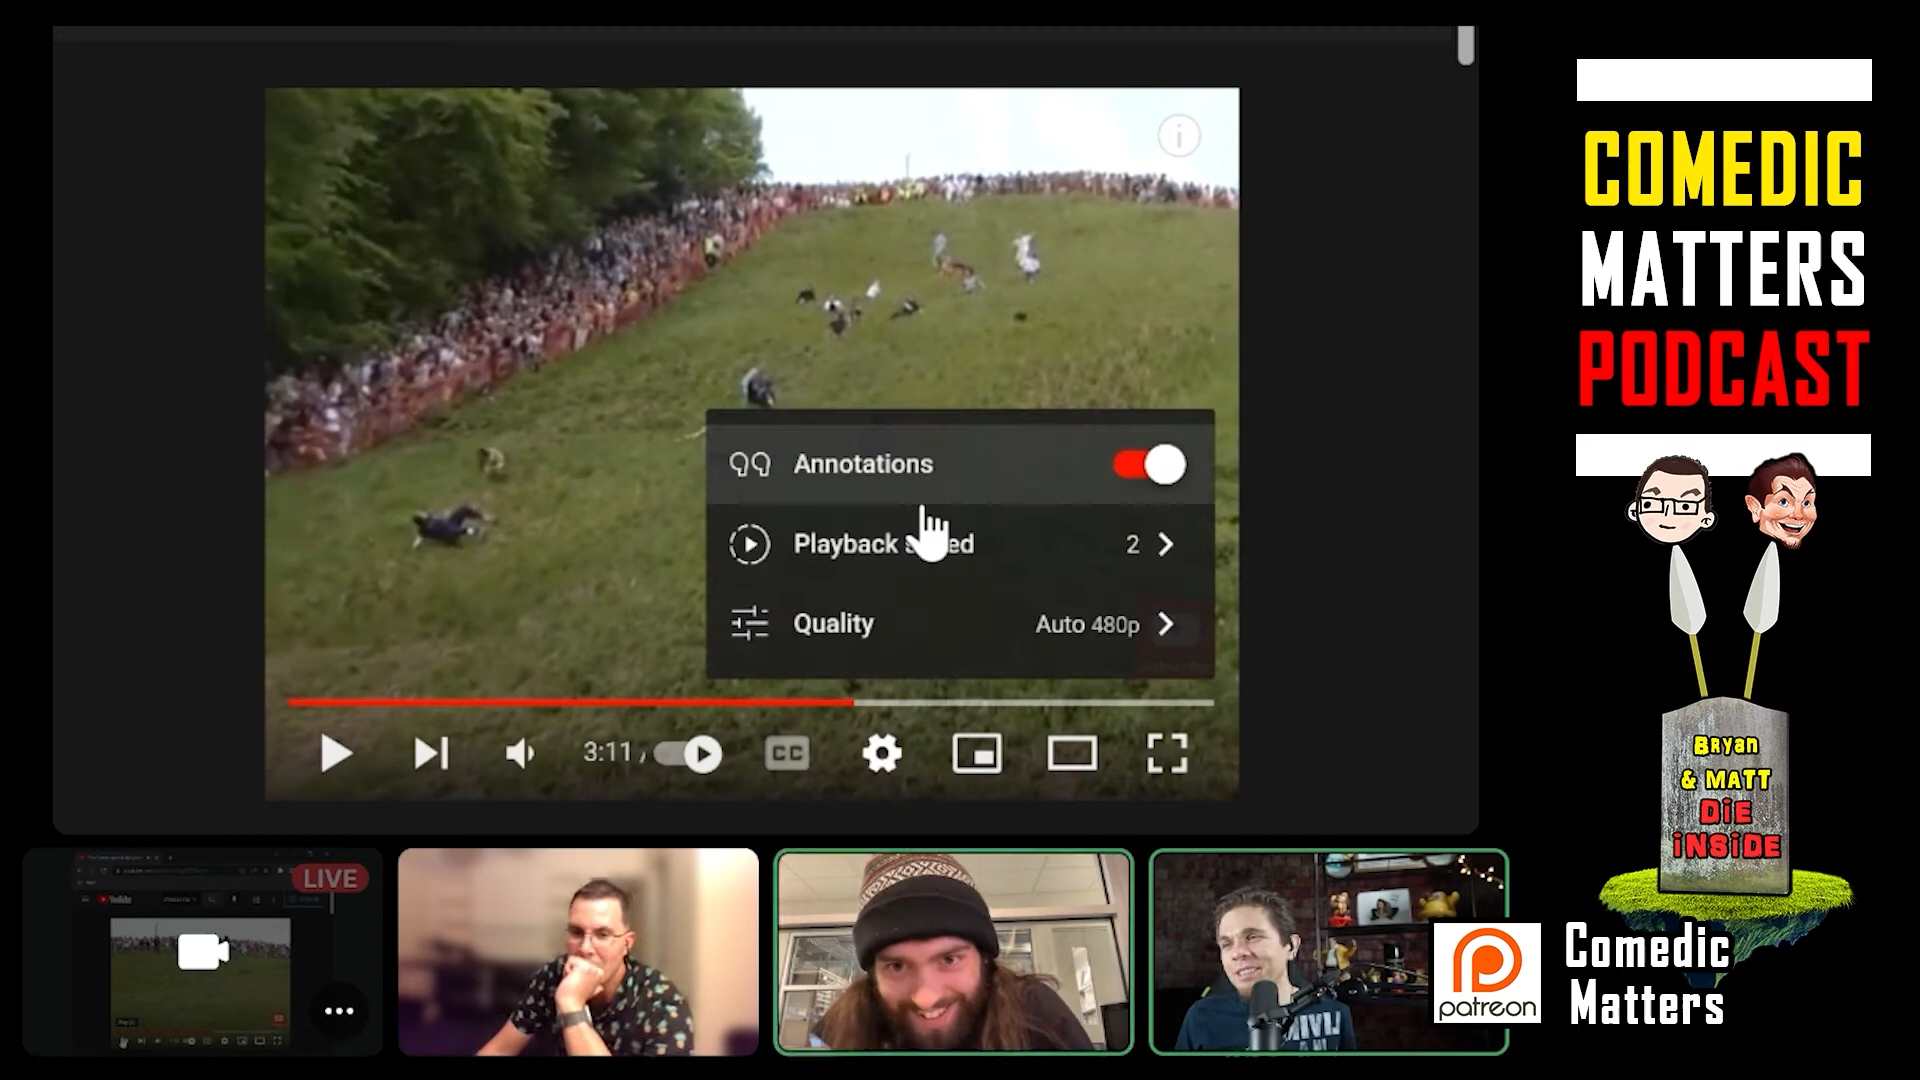 COMEDIC
MATTERS
PODCAST
Annotations
Playback
2
Quality
Auto 480p
3:11 /
CC
LIVE
YouTube
Bryan
& MATT
DiE
iNSiDE
patreon
Comedic
Matters